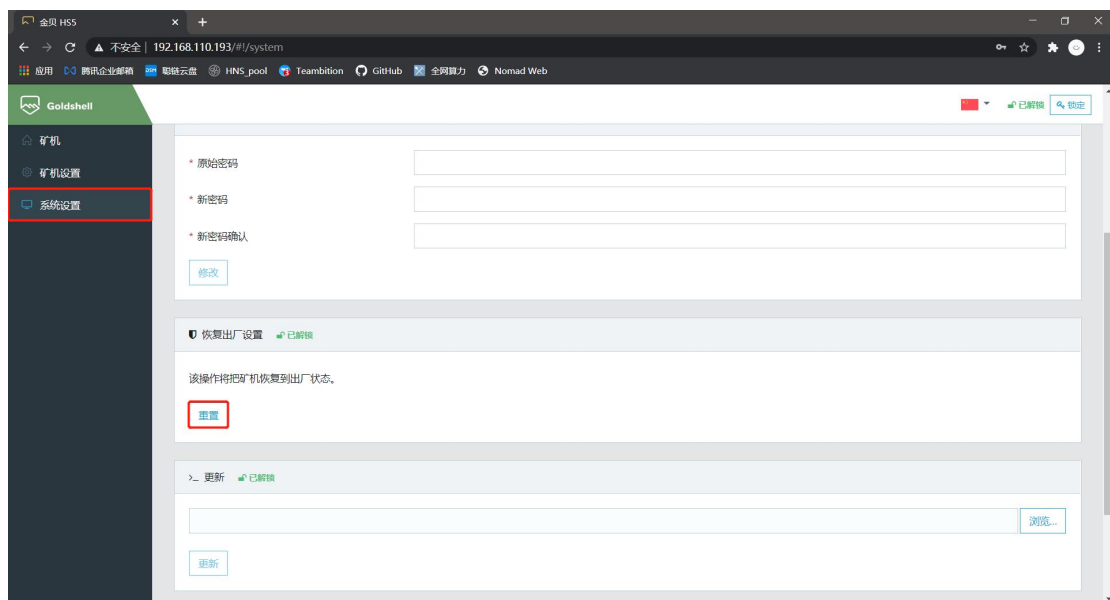 金贝 HS5
不安全 | 192.168.110.193/#!/system
应用 腾讯企业邮箱 聪链云盘 HNS_pool Teambition GitHub 全网算力 Nomad Web
Goldshell
已解锁 锁定
矿机
矿机设置
系统设置
* 原始密码
* 新密码
* 新密码确认
修改
恢复出厂设置 已解锁
该操作将把矿机恢复到出厂状态。
重置
>_ 更新 已解锁
浏览...
更新